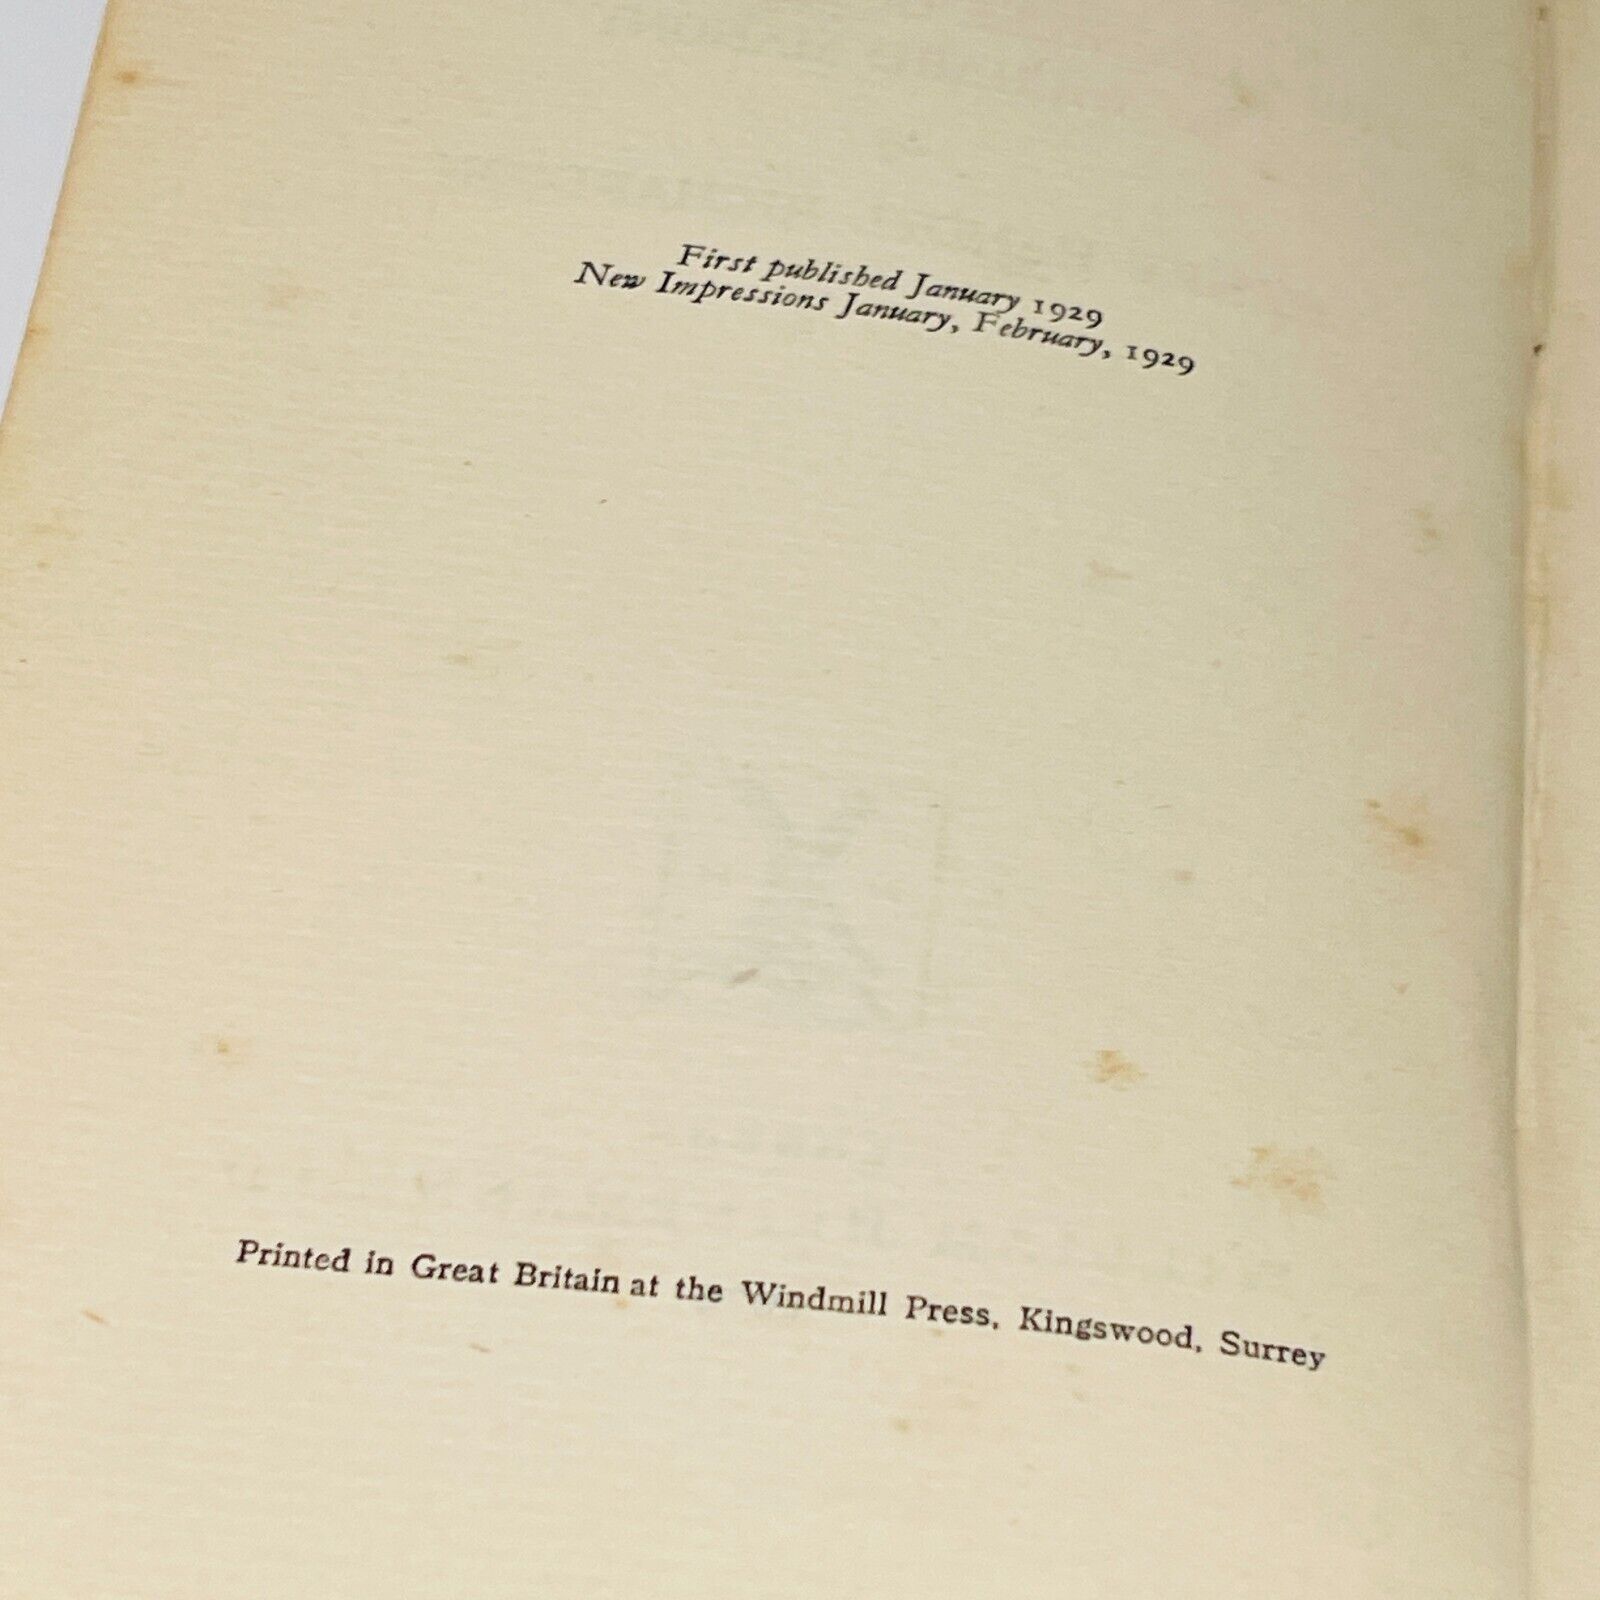 First published January 1929
New Impressions January, February, 1929
Printed in Great Britain at the Windmill Press, Kingswood, Surrey